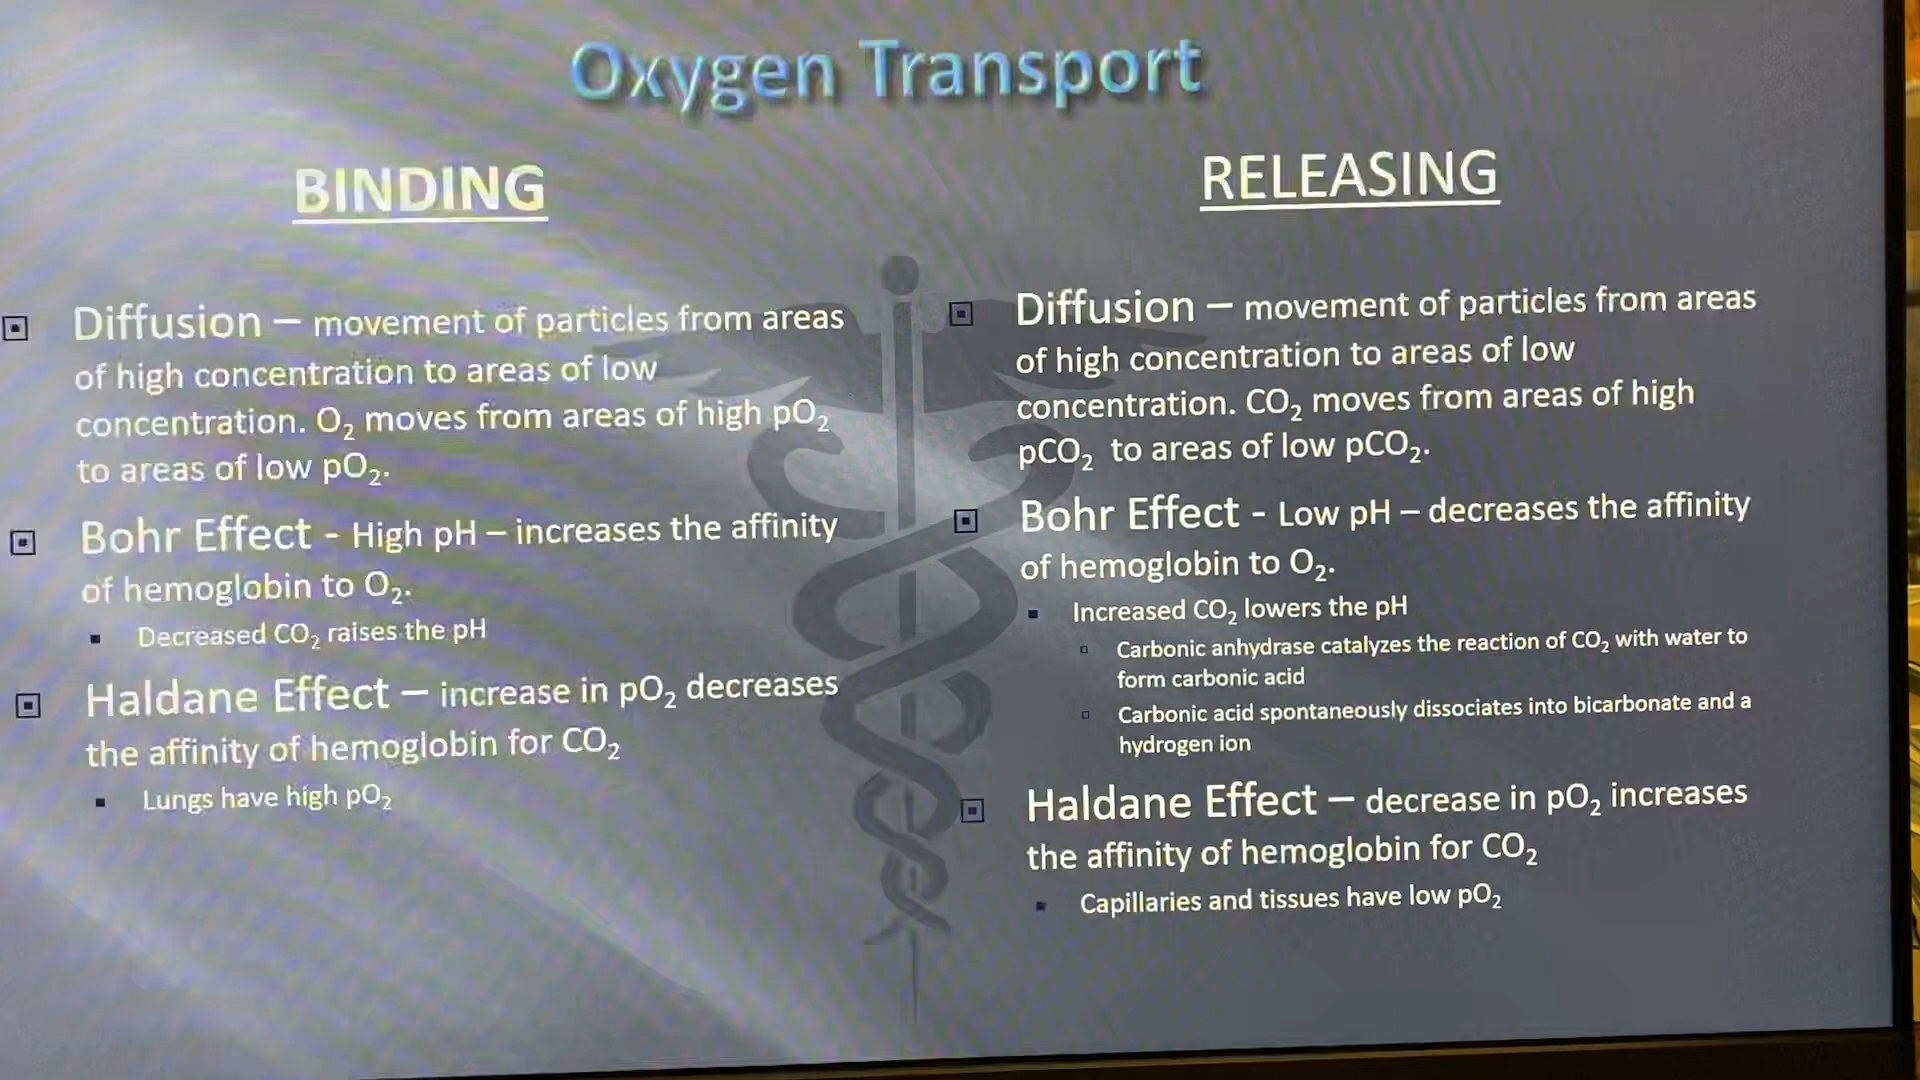 Oxygen Transport
BINDING
Diffusion – movement of particles from areas
of high concentration to areas of low
concentration. O₂ moves from areas of high pO₂
to areas of low pO₂.
Bohr Effect - High pH – increases the affinity
of hemoglobin to O₂.
Decreased CO₂ raises the pH
Haldane Effect – increase in pO₂ decreases
the affinity of hemoglobin for CO₂
Lungs have high pO₂
RELEASING
Diffusion – movement of particles from areas
of high concentration to areas of low
concentration. CO₂ moves from areas of high
pCO₂ to areas of low pCO₂.
Bohr Effect - Low pH – decreases the affinity
of hemoglobin to O₂.
Increased CO₂ lowers the pH
Carbonic anhydrase catalyzes the reaction of CO₂ with water to
form carbonic acid
Carbonic acid spontaneously dissociates into bicarbonate and a
hydrogen ion
Haldane Effect – decrease in pO₂ increases
the affinity of hemoglobin for CO₂
Capillaries and tissues have low pO₂